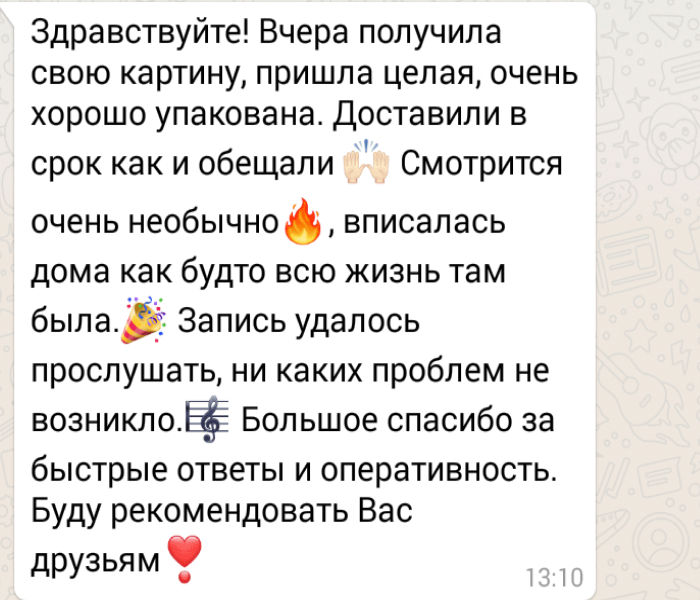 Здравствуйте! Вчера получила
свою картину, пришла целая, очень
хорошо упакована. Доставили в
срок как и обещали 🙌🏻 Смотрится
очень необычно🔥, вписалась
дома как будто всю жизнь там
была.🎉 Запись удалось
прослушать, ни каких проблем не
возникло.🎼 Большое спасибо за
быстрые ответы и оперативность.
Буду рекомендовать Вас
друзьям❣️
13:10